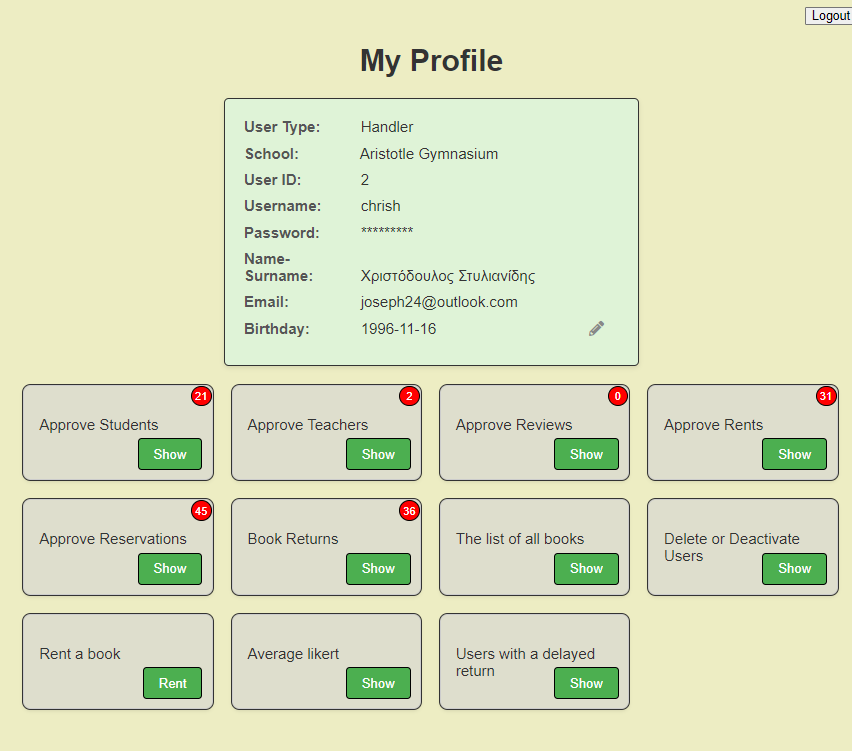 Logout
My Profile
User Type: Handler
School: Aristotle Gymnasium
User ID: 2
Username: chrish
Password: *********
Name-
Surname: Χριστόδουλος Στυλιανίδης
Email: joseph24@outlook.com
Birthday: 1996-11-16
21
Approve Students
Show
2
Approve Teachers
Show
0
Approve Reviews
Show
31
Approve Rents
Show
45
Approve Reservations
Show
36
Book Returns
Show
The list of all books
Show
Delete or Deactivate
Users
Show
Rent a book
Rent
Average likert
Show
Users with a delayed
return
Show